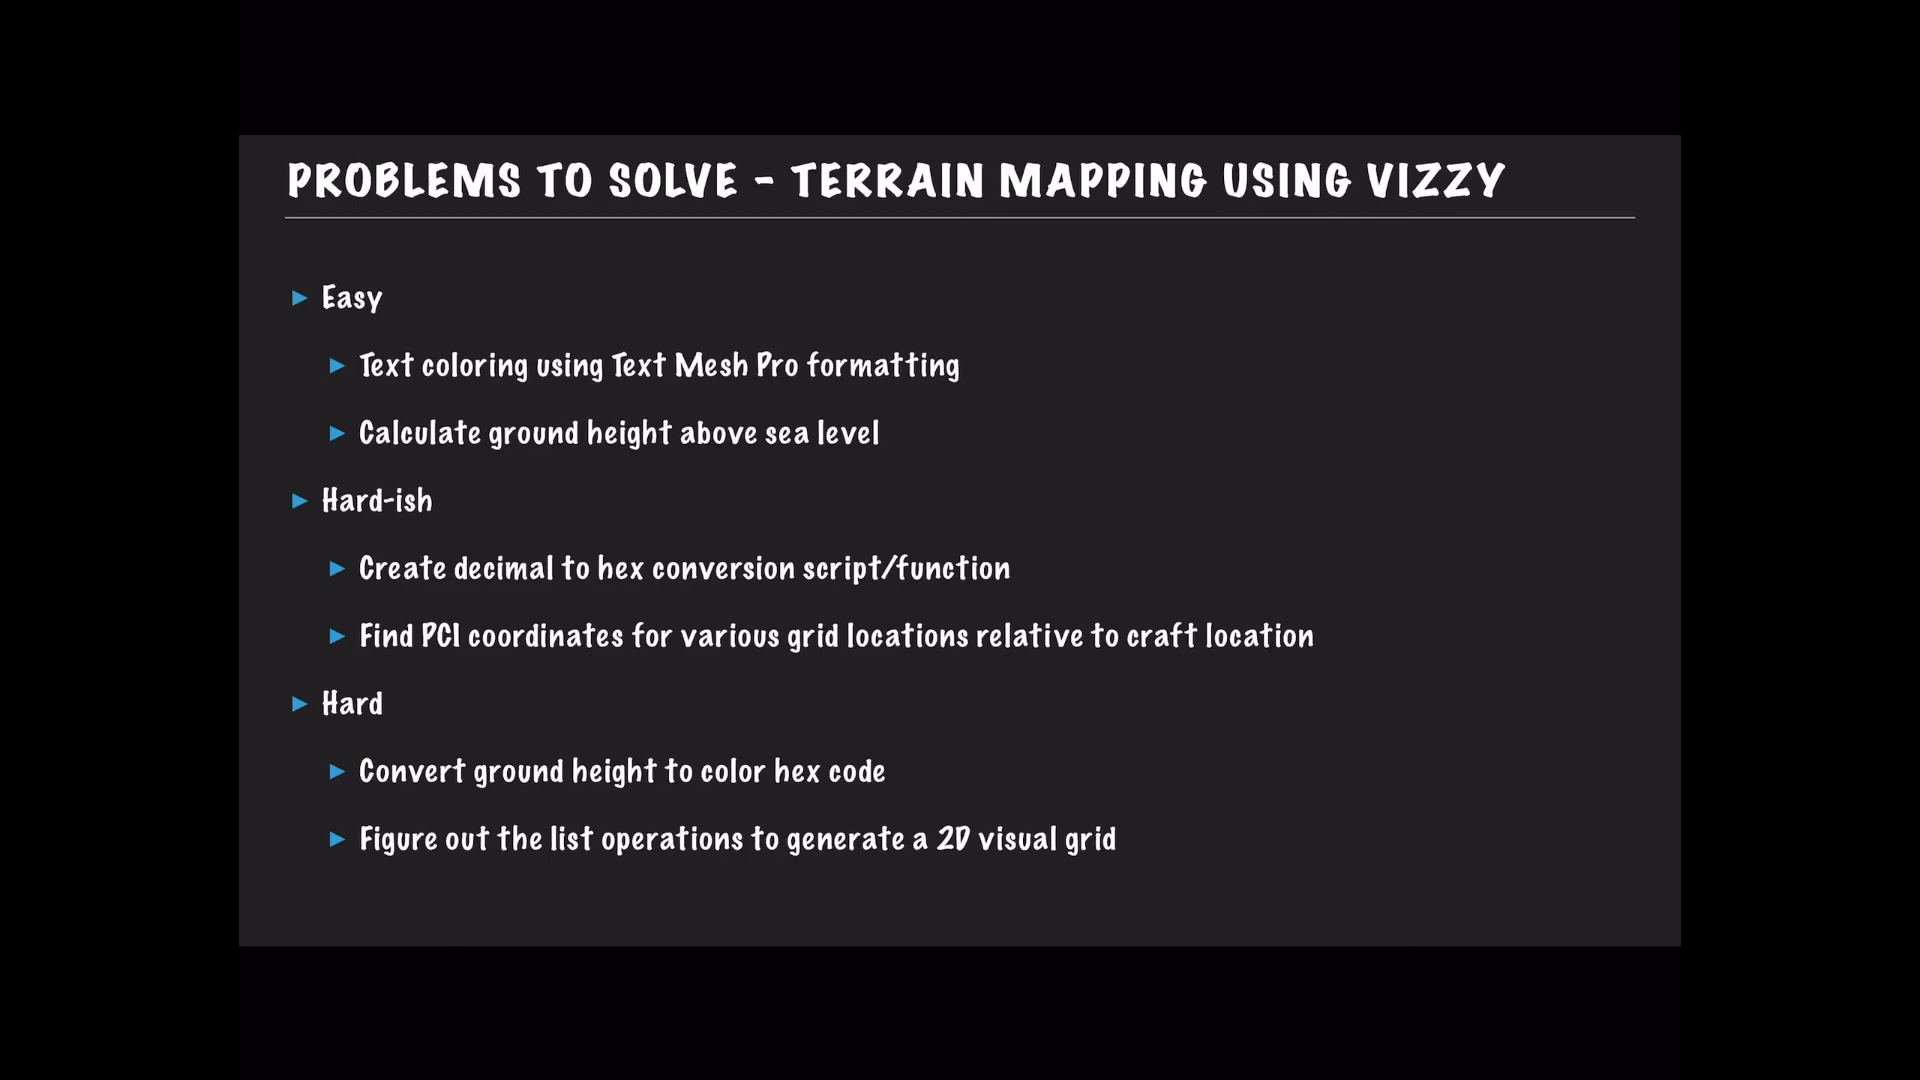 PROBLEMS TO SOLVE - TERRAIN MAPPING USING VIZZY
Easy
Text coloring using Text Mesh Pro formatting
Calculate ground height above sea level
Hard-ish
Create decimal to hex conversion script/function
Find PCI coordinates for various grid locations relative to craft location
Hard
Convert ground height to color hex code
Figure out the list operations to generate a 2D visual grid